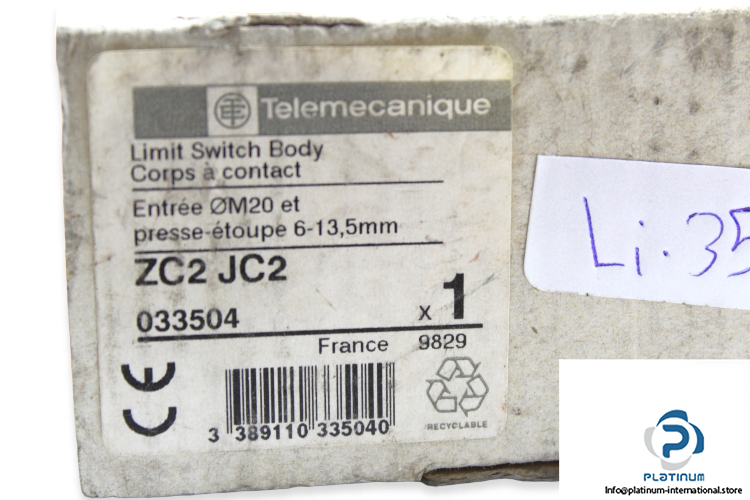 Telemecanique
Limit Switch Body
Corps à contact
Entrée ØM20 et
presse-étoupe 6-13,5mm
ZC2 JC2
033504 x 1
France 9829
CE
3 389110 335040
RECYCLABLE
Li.35
PLATINUM
Info@platinum-international.store